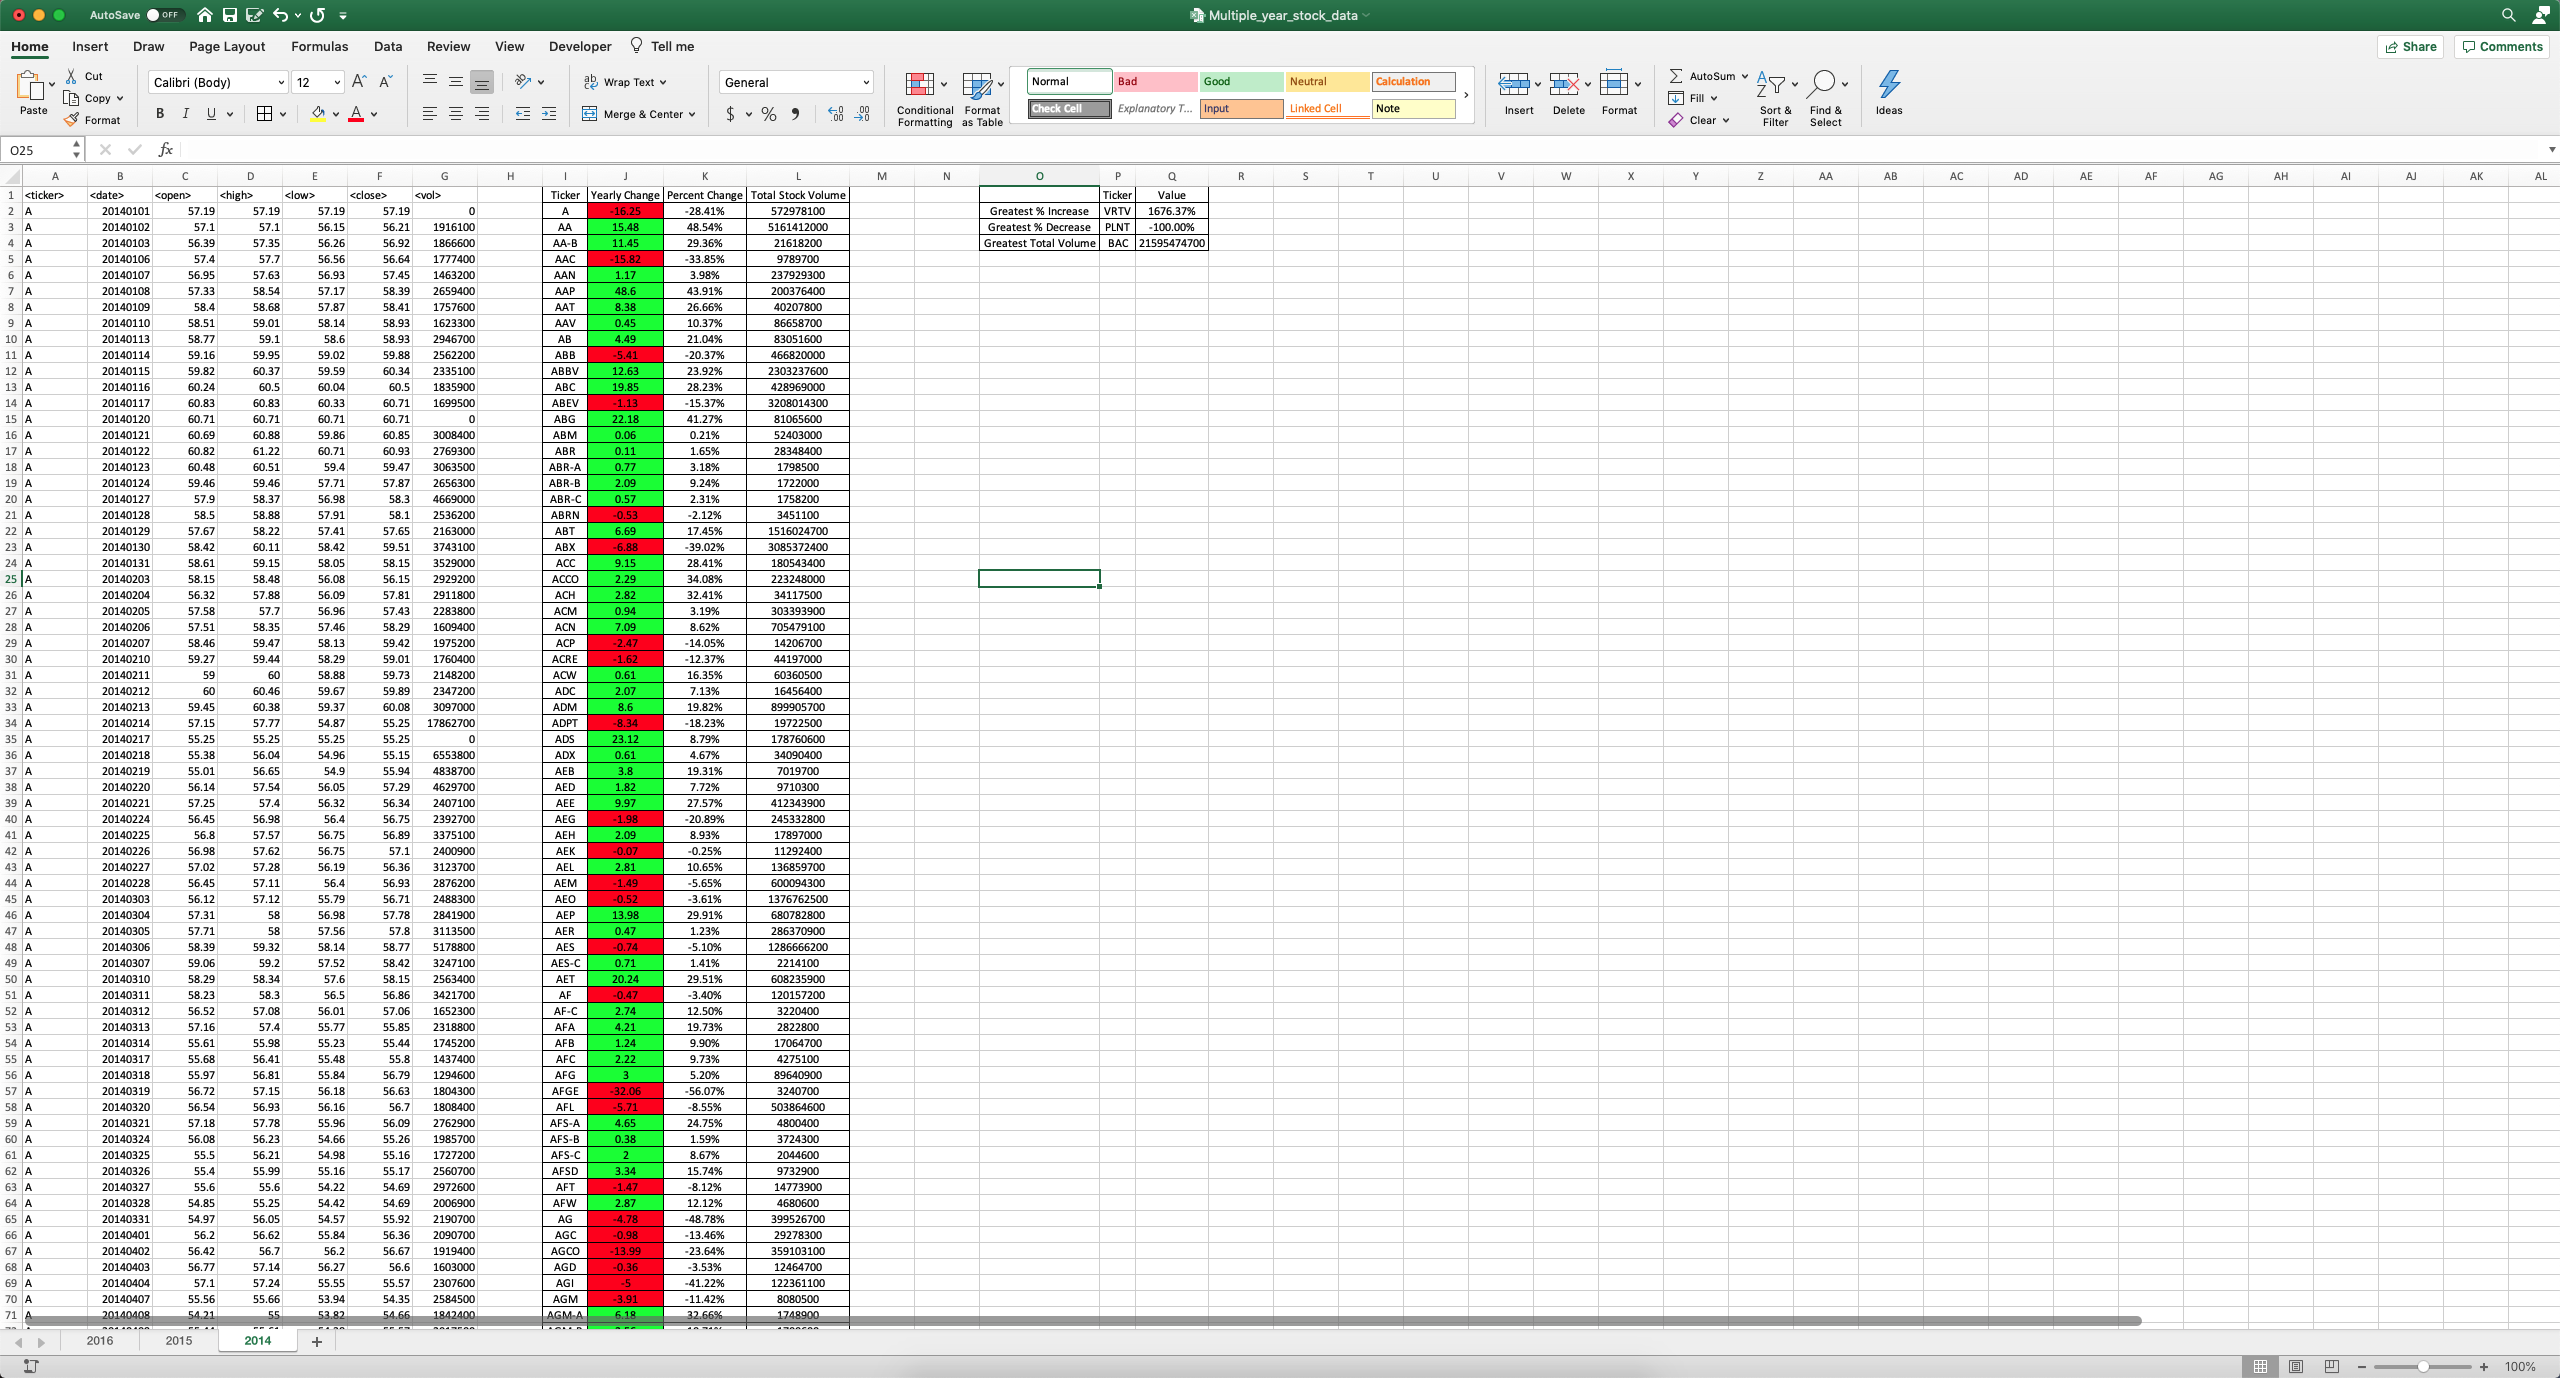 AutoSave OFF Multiple_year_stock_data
Home Insert Draw Page Layout Formulas Data Review View Developer Tell me Share Comments
Cut Calibri (Body) 12 Wrap Text General Normal Bad Good Neutral Calculation AutoSum
Copy Fill
Paste Format Merge & Center Conditional Formatting Format as Table Check Cell Explanatory T... Input Linked Cell Note Insert Delete Format Clear Sort & Filter Find & Select Ideas
O25 fx
A B C D E F G H I J K L M N O P Q R S T U V W X Y Z AA AB AC AD AE AF AG AH AI AJ AK AL
1 <ticker> <date> <open> <high> <low> <close> <vol> Ticker Yearly Change Percent Change Total Stock Volume Ticker Value
2 A 20140101 57.19 57.19 57.19 57.19 0 A -16.25 -28.41% 572978100 Greatest % Increase VRTV 1676.37%
3 A 20140102 57.1 57.1 56.15 56.21 1916100 AA 15.48 48.54% 5161412000 Greatest % Decrease PLNT -100.00%
4 A 20140103 56.39 57.35 56.26 56.92 1866600 AA-B 11.45 29.36% 21618200 Greatest Total Volume BAC 21595474700
5 A 20140106 57.4 57.7 56.56 56.64 1777400 AAC -15.82 -33.85% 9789700
6 A 20140107 56.95 57.63 56.93 57.45 1463200 AAN 1.17 3.98% 237929300
7 A 20140108 57.33 58.54 57.17 58.39 2659400 AAP 48.6 43.91% 200376400
8 A 20140109 58.4 58.68 57.87 58.41 1757600 AAT 8.38 26.66% 40207800
9 A 20140110 58.51 59.01 58.14 58.93 1623300 AAV 0.45 10.37% 86658700
10 A 20140113 58.77 59.1 58.6 58.93 2946700 AB 4.49 21.04% 83051600
11 A 20140114 59.16 59.95 59.02 59.88 2562200 ABB -5.41 -20.37% 466820000
12 A 20140115 59.82 60.37 59.59 60.34 2335100 ABBV 12.63 23.92% 2303237600
13 A 20140116 60.24 60.5 60.04 60.5 1835900 ABC 19.85 28.23% 428969000
14 A 20140117 60.83 60.83 60.33 60.71 1699500 ABEV -1.13 -15.37% 3208014300
15 A 20140120 60.71 60.71 60.71 60.71 0 ABG 22.18 41.27% 81065600
16 A 20140121 60.69 60.88 59.86 60.85 3008400 ABM 0.06 0.21% 52403000
17 A 20140122 60.82 61.22 60.71 60.93 2769300 ABR 0.11 1.65% 28348400
18 A 20140123 60.48 60.51 59.4 59.47 3063500 ABR-A 0.77 3.18% 1798500
19 A 20140124 59.46 59.46 57.71 57.87 2656300 ABR-B 2.09 9.24% 1722000
20 A 20140127 57.9 58.37 56.98 58.3 4669000 ABR-C 0.57 2.31% 1758200
21 A 20140128 58.5 58.88 57.91 58.1 2536200 ABRN -0.53 -2.12% 3451100
22 A 20140129 57.67 58.22 57.41 57.65 2163000 ABT 6.69 17.45% 1516024700
23 A 20140130 58.42 60.11 58.42 59.51 3743100 ABX -6.88 -39.02% 3085372400
24 A 20140131 58.61 59.15 58.05 58.15 3529000 ACC 9.15 28.41% 180543400
25 A 20140203 58.15 58.48 56.08 56.15 2929200 ACCO 2.29 34.08% 223248000
26 A 20140204 56.32 57.88 56.09 57.81 2911800 ACH 2.82 32.41% 34117500
27 A 20140205 57.58 57.7 56.96 57.43 2283800 ACM 0.94 3.19% 303393900
28 A 20140206 57.51 58.35 57.46 58.29 1609400 ACN 7.09 8.62% 705479100
29 A 20140207 58.46 59.47 58.13 59.42 1975200 ACP -2.47 -14.05% 14206700
30 A 20140210 59.27 59.44 58.29 59.01 1760400 ACRE -1.62 -12.37% 44197000
31 A 20140211 59 60 58.88 59.73 2148200 ACW 0.61 16.35% 60360500
32 A 20140212 60 60.46 59.67 59.89 2347200 ADC 2.07 7.13% 16456400
33 A 20140213 59.45 60.38 59.37 60.08 3097000 ADM 8.6 19.82% 899905700
34 A 20140214 57.15 57.77 54.87 55.25 17862700 ADPT -8.34 -18.23% 19722500
35 A 20140217 55.25 55.25 55.25 55.25 0 ADS 23.12 8.79% 178760600
36 A 20140218 55.38 56.04 54.96 55.15 6553800 ADX 0.61 4.67% 34090400
37 A 20140219 55.01 56.65 54.9 55.94 4838700 AEB 3.8 19.31% 7019700
38 A 20140220 56.14 57.54 56.05 57.29 4629700 AED 1.82 7.72% 9710300
39 A 20140221 57.25 57.4 56.32 56.34 2407100 AEE 9.97 27.57% 412343900
40 A 20140224 56.45 56.98 56.4 56.75 2392700 AEG -1.98 -20.89% 245332800
41 A 20140225 56.8 57.57 56.75 56.89 3375100 AEH 2.09 8.93% 17897000
42 A 20140226 56.98 57.62 56.75 57.1 2400900 AEK -0.07 -0.25% 11292400
43 A 20140227 57.02 57.28 56.19 56.36 3123700 AEL 2.81 10.65% 136859700
44 A 20140228 56.45 57.11 56.4 56.93 2876200 AEM -1.49 -5.65% 600094300
45 A 20140303 56.12 57.12 55.79 56.71 2488300 AEO -0.52 -3.61% 1376762500
46 A 20140304 57.31 58 56.98 57.78 2841900 AEP 13.98 29.91% 680782800
47 A 20140305 57.71 58 57.56 57.8 3113500 AER 0.47 1.23% 286370900
48 A 20140306 58.39 59.32 58.14 58.77 5178800 AES -0.74 -5.10% 1286666200
49 A 20140307 59.06 59.2 57.52 58.42 3247100 AES-C 0.71 1.41% 2214100
50 A 20140310 58.29 58.34 57.6 58.15 2563400 AET 20.24 29.51% 608235900
51 A 20140311 58.23 58.3 56.5 56.86 3421700 AF -0.47 -3.40% 120157200
52 A 20140312 56.52 57.08 56.01 57.06 1652300 AF-C 2.74 12.50% 3220400
53 A 20140313 57.16 57.4 55.77 55.85 2318800 AFA 4.21 19.73% 2822800
54 A 20140314 55.61 55.98 55.23 55.44 1745200 AFB 1.24 9.90% 17064700
55 A 20140317 55.68 56.41 55.48 55.8 1437400 AFC 2.22 9.73% 4275100
56 A 20140318 55.97 56.81 55.84 56.79 1294600 AFG 3 5.20% 89640900
57 A 20140319 56.72 57.15 56.18 56.63 1804300 AFGE -32.06 -56.07% 3240700
58 A 20140320 56.54 56.93 56.16 56.7 1808400 AFL -5.71 -8.55% 503864600
59 A 20140321 57.18 57.78 55.96 56.09 2762900 AFS-A 4.65 24.75% 4800400
60 A 20140324 56.08 56.23 54.66 55.26 1985700 AFS-B 0.38 1.59% 3724300
61 A 20140325 55.5 56.21 54.98 55.16 1727200 AFS-C 2 8.67% 2044600
62 A 20140326 55.4 55.99 55.16 55.17 2560700 AFSD 3.34 15.74% 9732900
63 A 20140327 55.6 55.6 54.22 54.69 2972600 AFT -1.47 -8.12% 14773900
64 A 20140328 54.85 55.25 54.42 54.69 2006900 AFW 2.87 12.12% 4680600
65 A 20140331 54.97 56.05 54.57 55.92 2190700 AG -4.78 -48.78% 399526700
66 A 20140401 56.2 56.62 55.84 56.36 2090700 AGC -0.98 -13.46% 29278300
67 A 20140402 56.42 56.7 56.2 56.67 1919400 AGCO -13.99 -23.64% 359103100
68 A 20140403 56.77 57.14 56.27 56.6 1603000 AGD -0.36 -3.53% 12464700
69 A 20140404 57.1 57.24 55.55 55.57 2307600 AGI -5 -41.22% 122361100
70 A 20140407 55.56 55.66 53.94 54.35 2584500 AGM -3.91 -11.42% 8080500
71 A 20140408 54.21 55 53.82 54.66 1842400 AGM-A 6.18 32.66% 1748900
2016 2015 2014 +
100%